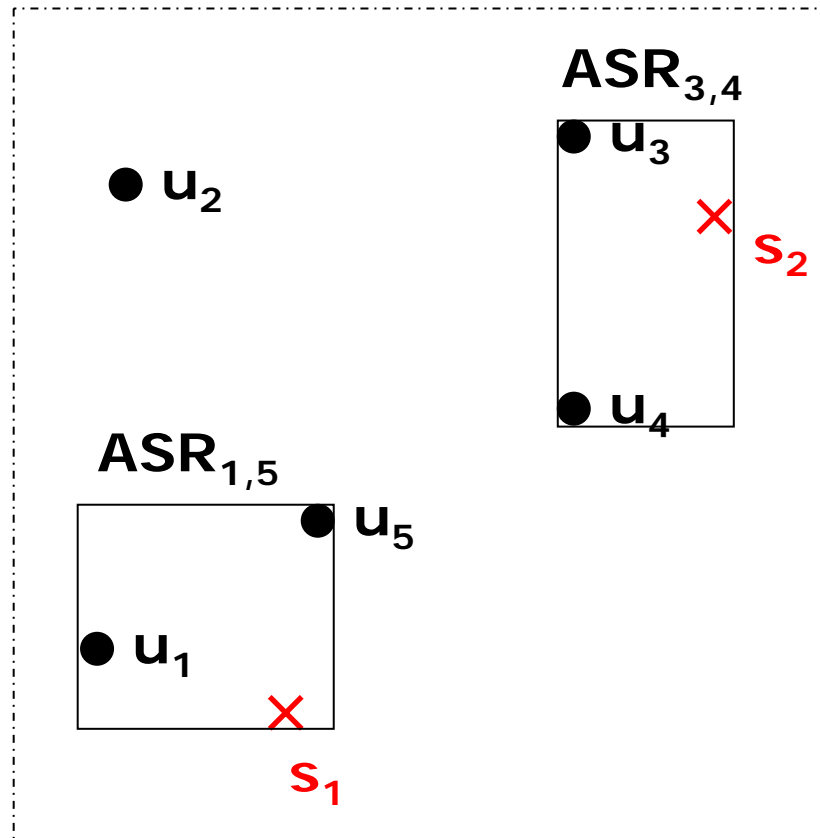 ASR₃,₄
u₃
u₂
s₂
u₄
ASR₁,₅
u₅
u₁
s₁